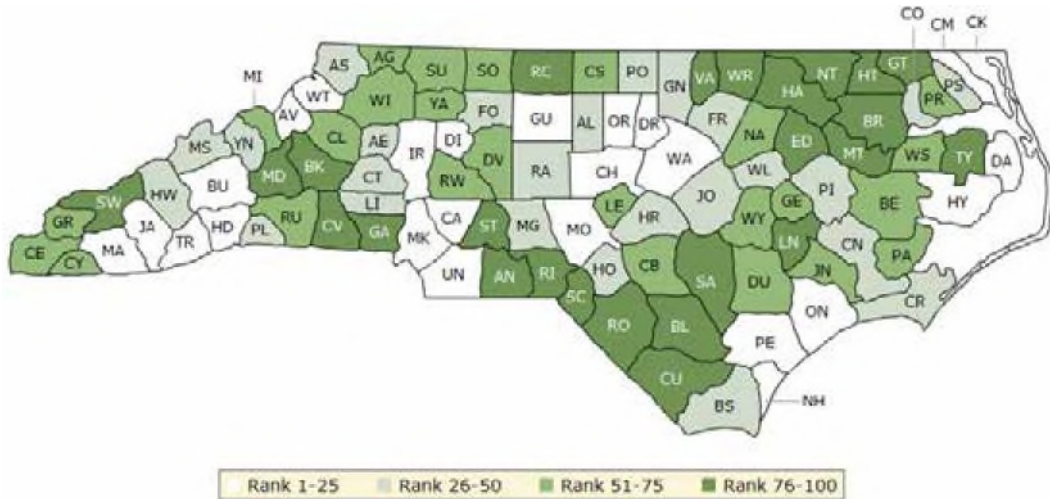 CO CM CK
AS AG SU SO RC CS PO GN VA WR NT HT GT PS
MI WT WI YA FO HA PR
AV GU AL OR DR FR BR
MS YN CL AE IR DI DV NA ED MT WS TY DA
MD BK CT RW RA CH WA WL PI
SW HW BU LI JO GE BE HY
GR JA HD PL RU CV GA CA ST MG MO LE HR WY LN CN PA
CE CY MA TR MK UN AN RI HO CB SA DU JN CR
SC RO BL ON
PE
CU BS NH
Rank 1-25 Rank 26-50 Rank 51-75 Rank 76-100